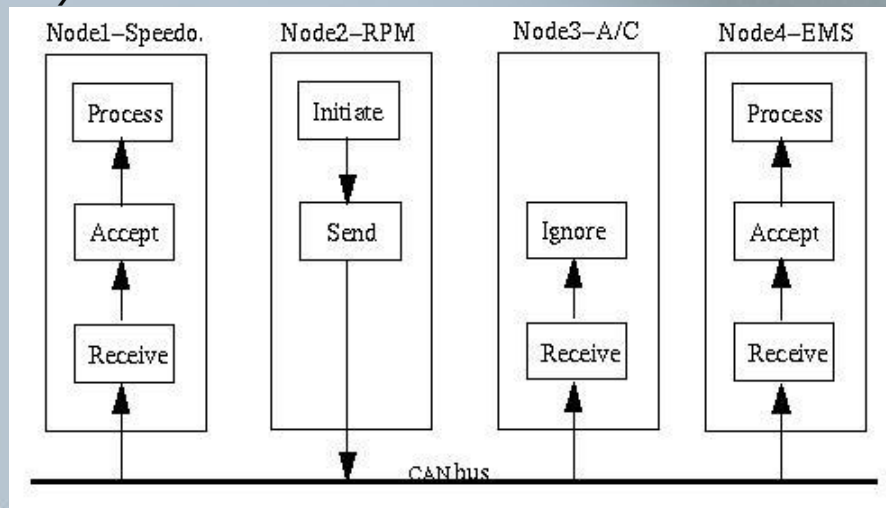 Node1–Speedo.
Node2–RPM
Node3–A/C
Node4–EMS
Process
Initiate
Process
Accept
Send
Ignore
Accept
Receive
Receive
Receive
CANbus